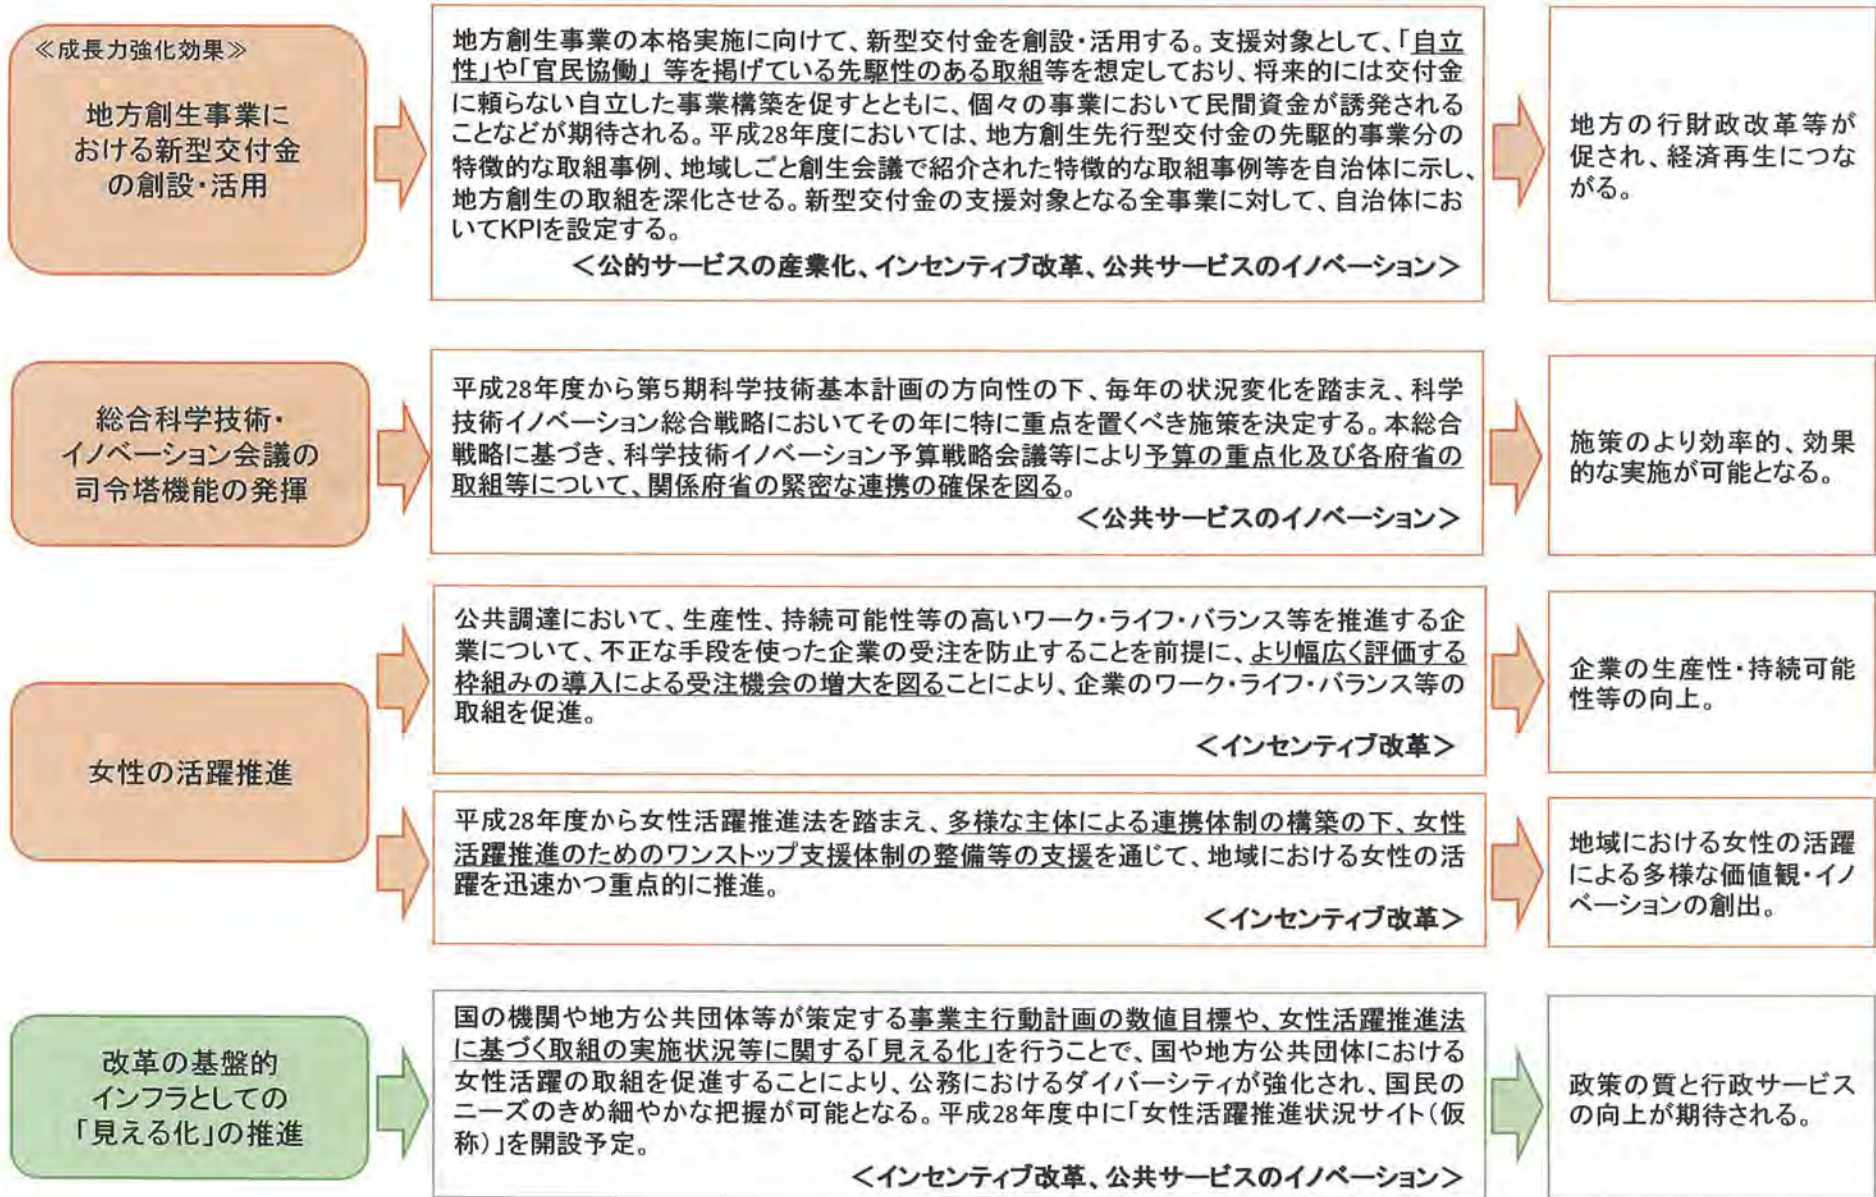 ≪成長力強化効果≫
地方創生事業に
おける新型交付金
の創設・活用
地方創生事業の本格実施に向けて、新型交付金を創設・活用する。支援対象として、「自立
性」や「官民協働」 等を掲げている先駆性のある取組等を想定しており、将来的には交付金
に頼らない自立した事業構築を促すとともに、個々の事業において民間資金が誘発される
ことなどが期待される。平成28年度においては、地方創生先行型交付金の先駆的事業分の
特徴的な取組事例、地域しごと創生会議で紹介された特徴的な取組事例等を自治体に示し、
地方創生の取組を深化させる。新型交付金の支援対象となる全事業に対して、自治体にお
いてKPIを設定する。
＜公的サービスの産業化、インセンティブ改革、公共サービスのイノベーション＞
地方の行財政改革等が
促され、経済再生につな
がる。
総合科学技術・
イノベーション会議の
司令塔機能の発揮
平成28年度から第5期科学技術基本計画の方向性の下、毎年の状況変化を踏まえ、科学
技術イノベーション総合戦略においてその年に特に重点を置くべき施策を決定する。本総合
戦略に基づき、科学技術イノベーション予算戦略会議等により予算の重点化及び各府省の
取組等について、関係府省の緊密な連携の確保を図る。
＜公共サービスのイノベーション＞
施策のより効率的、効果
的な実施が可能となる。
女性の活躍推進
公共調達において、生産性、持続可能性等の高いワーク・ライフ・バランス等を推進する企
業について、不正な手段を使った企業の受注を防止することを前提に、より幅広く評価する
枠組みの導入による受注機会の増大を図ることにより、企業のワーク・ライフ・バランス等の
取組を促進。
＜インセンティブ改革＞
企業の生産性・持続可能
性等の向上。
平成28年度から女性活躍推進法を踏まえ、多様な主体による連携体制の構築の下、女性
活躍推進のためのワンストップ支援体制の整備等の支援を通じて、地域における女性の活
躍を迅速かつ重点的に推進。
＜インセンティブ改革＞
地域における女性の活躍
による多様な価値観・イノ
ベーションの創出。
改革の基盤的
インフラとしての
「見える化」の推進
国の機関や地方公共団体等が策定する事業主行動計画の数値目標や、女性活躍推進法
に基づく取組の実施状況等に関する「見える化」を行うことで、国や地方公共団体における
女性活躍の取組を促進することにより、公務におけるダイバーシティが強化され、国民の
ニーズのきめ細やかな把握が可能となる。平成28年度中に「女性活躍推進状況サイト(仮
称)」を開設予定。
＜インセンティブ改革、公共サービスのイノベーション＞
政策の質と行政サービス
の向上が期待される。